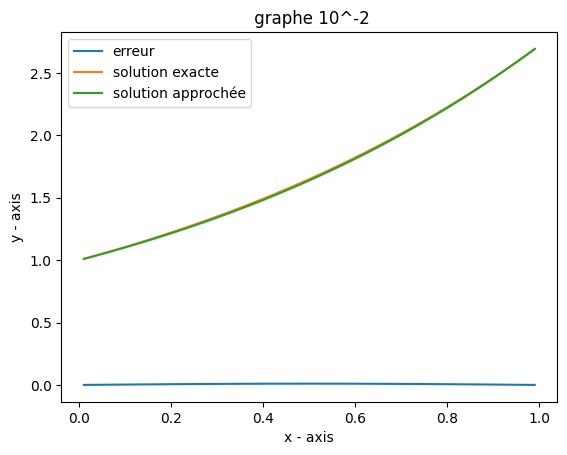 graphe 10^-2
erreur
solution exacte
solution approchée
y - axis
2.5
2.0
1.5
1.0
0.5
0.0
0.0 0.2 0.4 0.6 0.8 1.0
x - axis